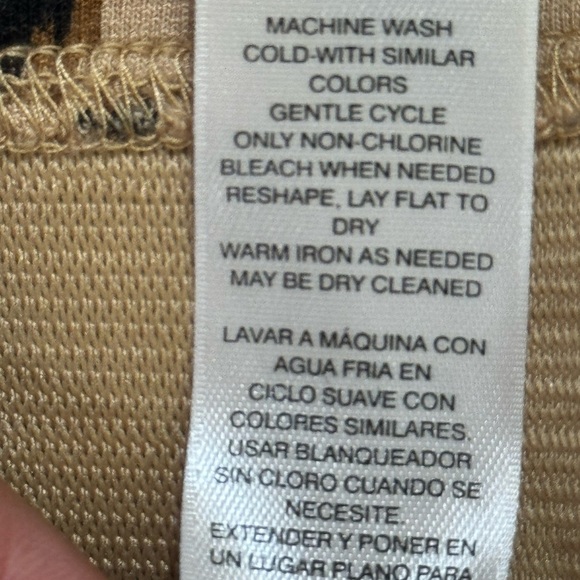 MACHINE WASH
COLD-WITH SIMILAR
COLORS
GENTLE CYCLE
ONLY NON-CHLORINE
BLEACH WHEN NEEDED
RESHAPE, LAY FLAT TO
DRY
WARM IRON AS NEEDED
MAY BE DRY CLEANED
LAVAR A MÁQUINA CON
AGUA FRIA EN
CICLO SUAVE CON
COLORES SIMILARES.
USAR BLANQUEADOR
SIN CLORO CUANDO SE
NECESITE.
EXTENDER Y PONER EN
UN LUGAR PLANO PARA